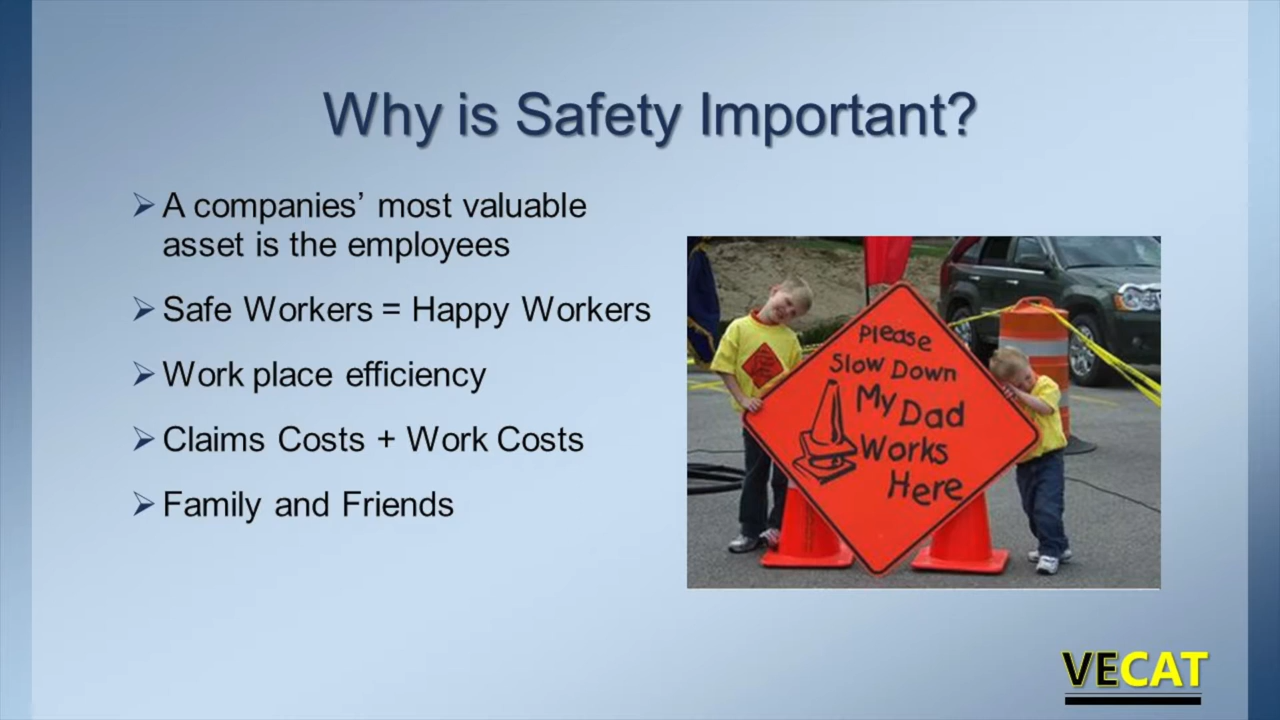 Why is Safety Important?
A companies’ most valuable
asset is the employees
Safe Workers = Happy Workers
Work place efficiency
Claims Costs + Work Costs
Family and Friends
Please
Slow Down
My Dad
Works
Here
VECAT